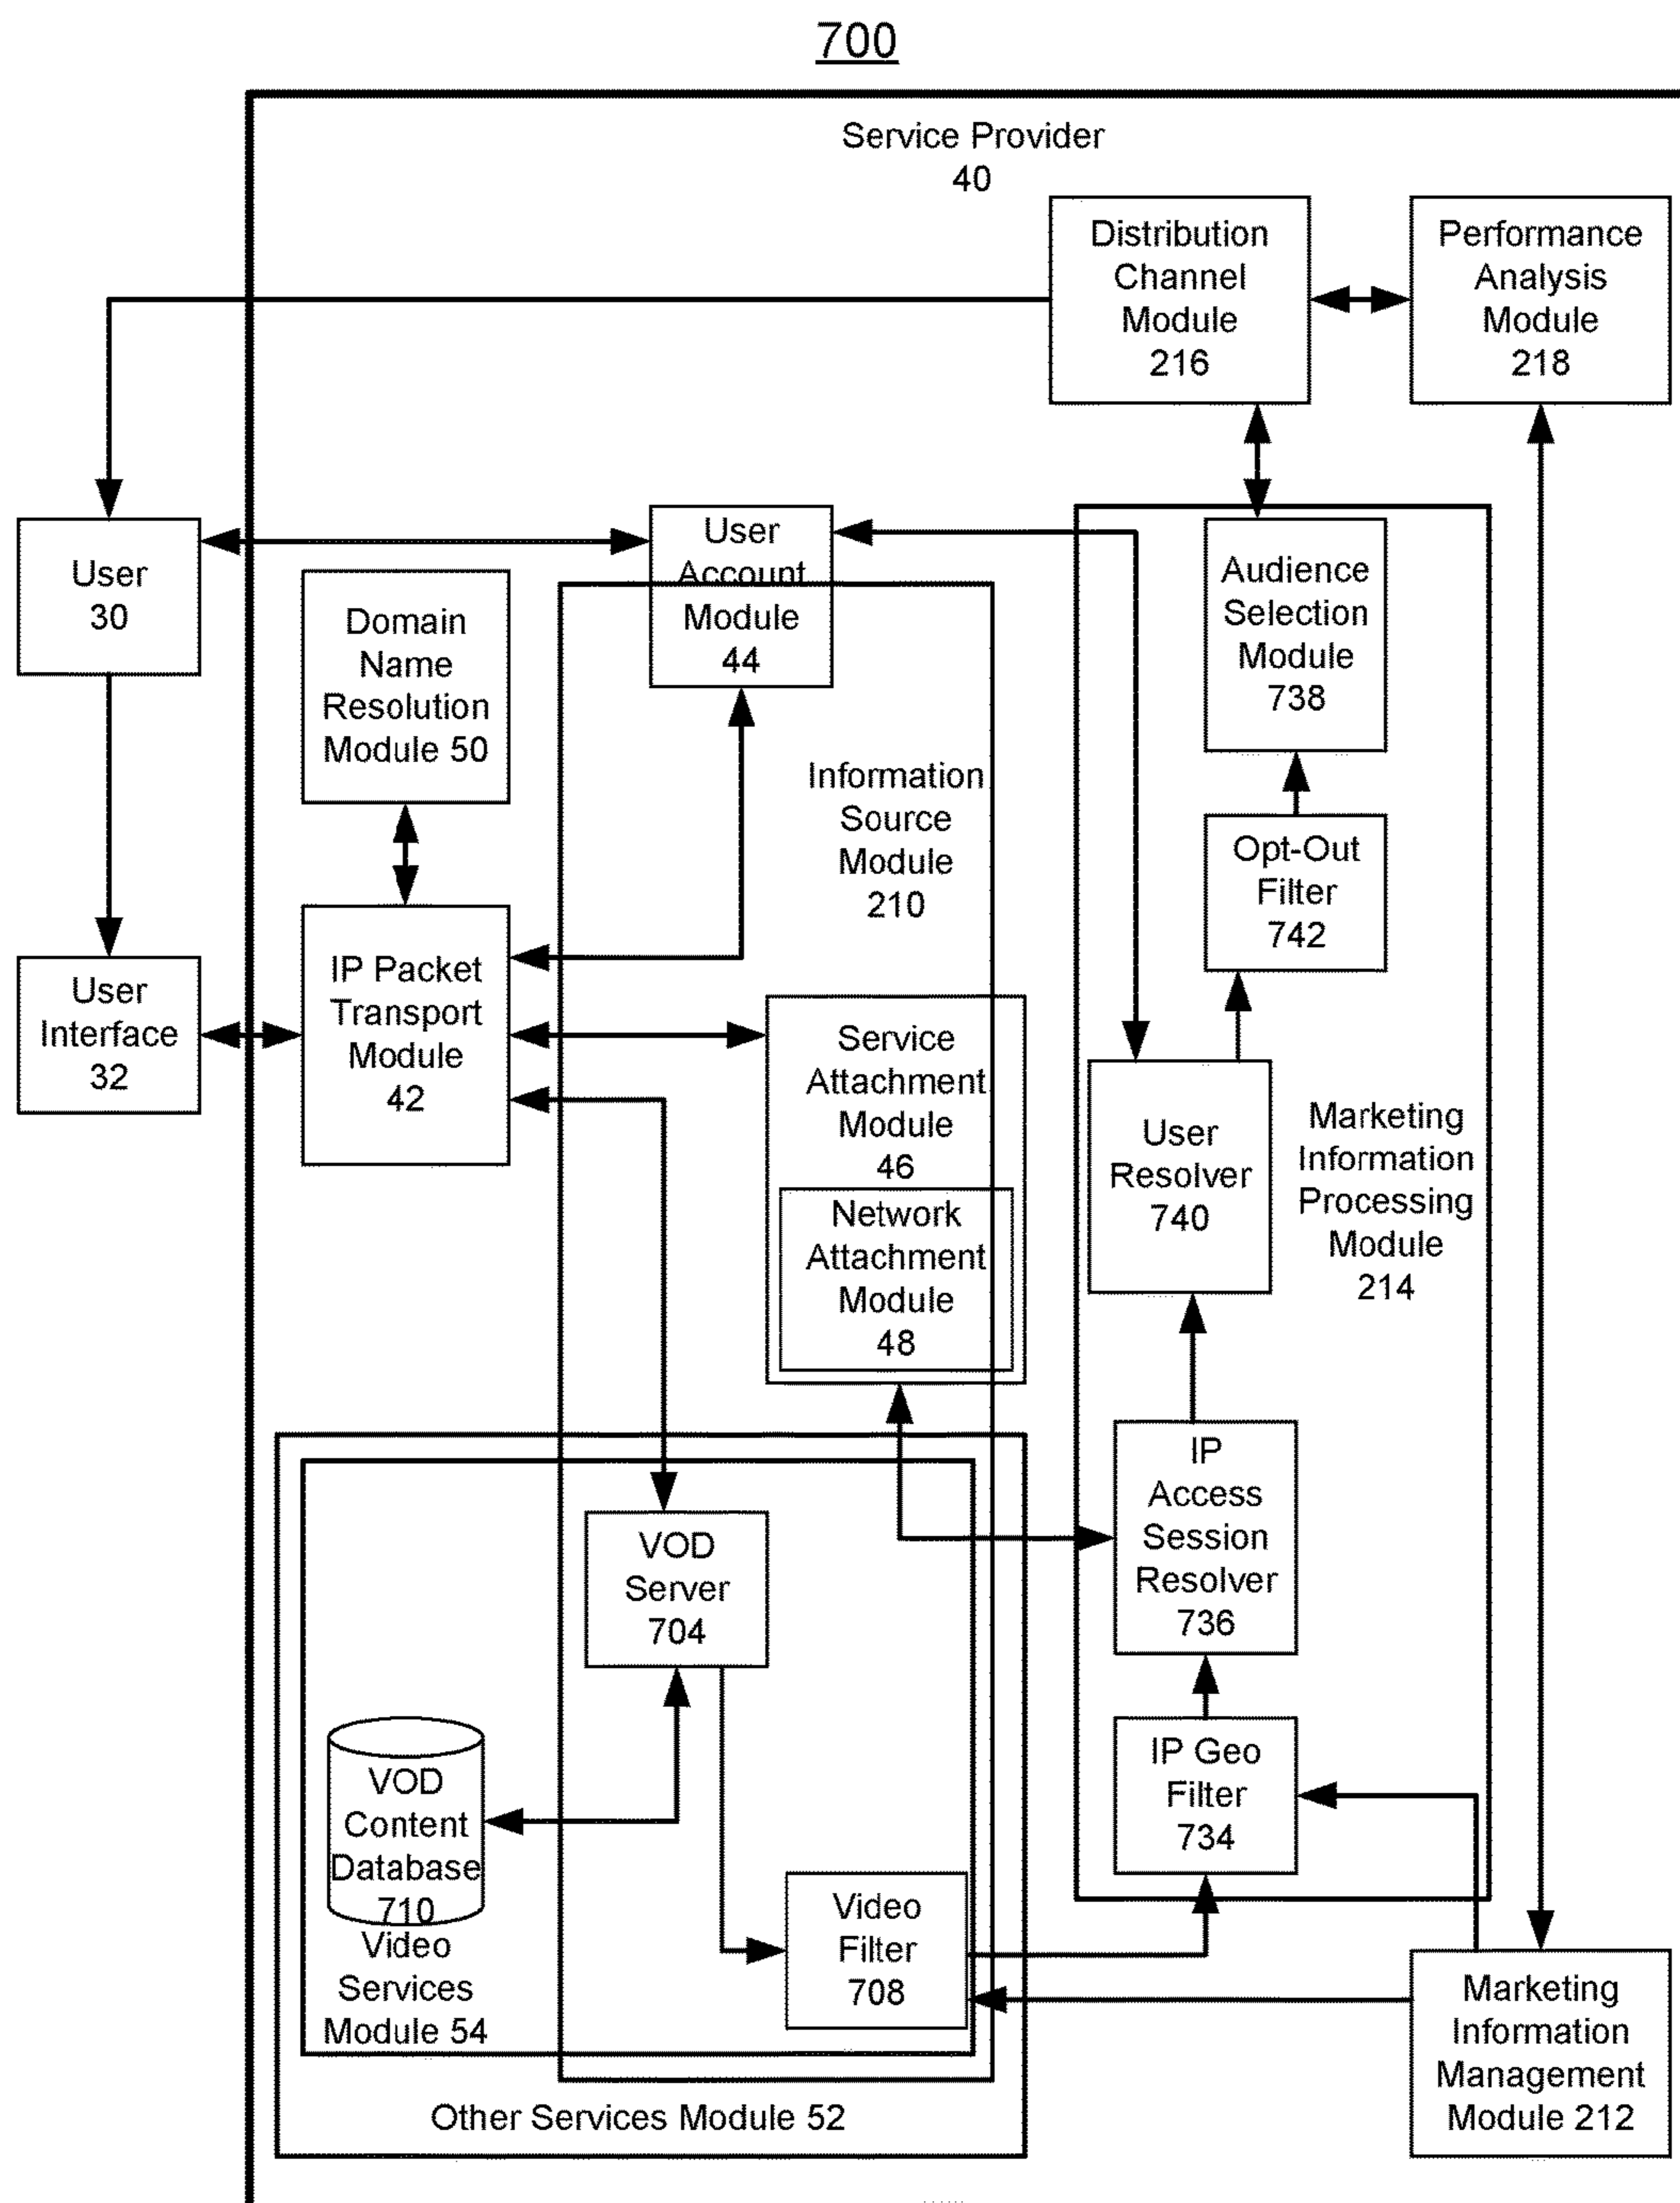 700
Service Provider
40
Distribution
Channel
Module
216
Performance
Analysis
Module
218
User
30
Domain
Name
Resolution
Module 50
User
Account
Module
44
Audience
Selection
Module
738
Information
Source
Module
210
Opt-Out
Filter
742
User
Interface
32
IP Packet
Transport
Module
42
Service
Attachment
Module
46
Network
Attachment
Module
48
User
Resolver
740
Marketing
Information
Processing
Module
214
IP
Access
Session
Resolver
736
VOD
Server
704
IP Geo
Filter
734
VOD
Content
Database
710
Video
Services
Module 54
Video
Filter
708
Marketing
Information
Management
Module 212
Other Services Module 52